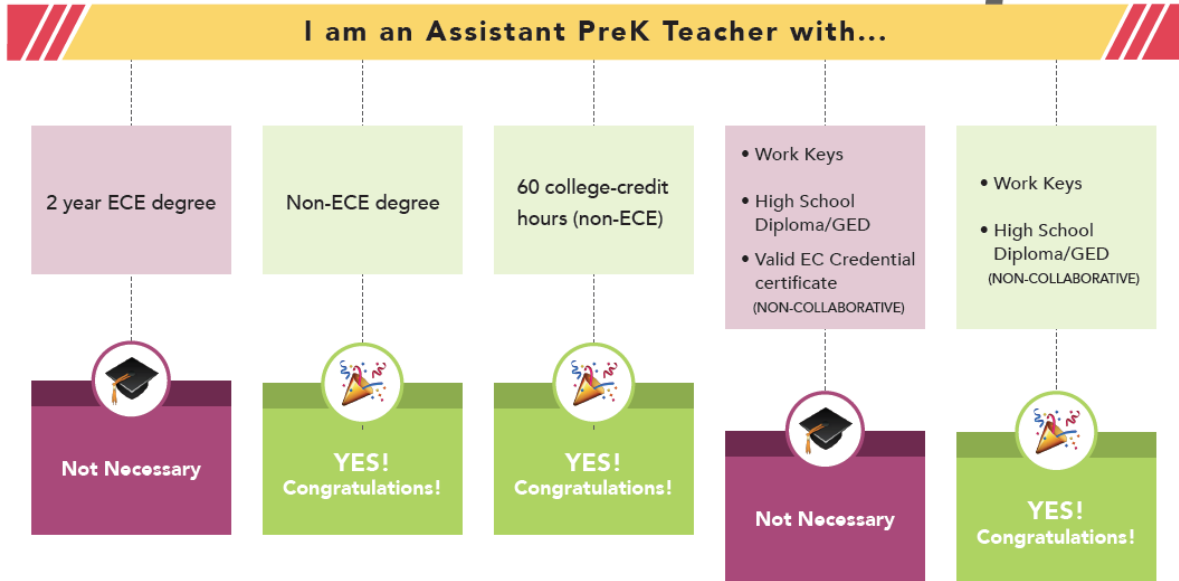 I am an Assistant PreK Teacher with...
2 year ECE degree
Not Necessary
Non-ECE degree
YES!
Congratulations!
60 college-credit
hours (non-ECE)
YES!
Congratulations!
• Work Keys
• High School
Diploma/GED
• Valid EC Credential
certificate
(NON-COLLABORATIVE)
Not Necessary
• Work Keys
• High School
Diploma/GED
(NON-COLLABORATIVE)
YES!
Congratulations!